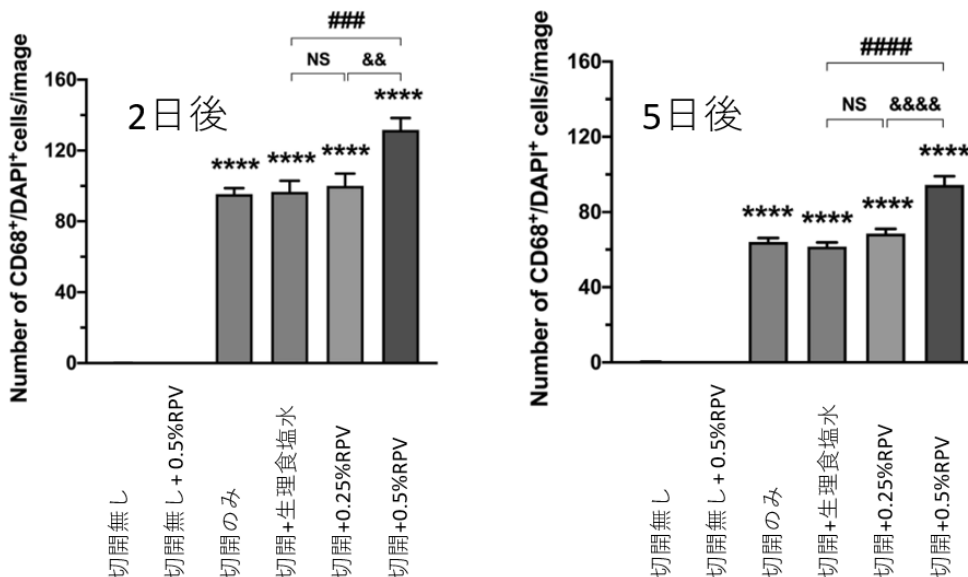 ###
NS
&&
160
120
80
40
0
Number of CD68⁺/DAPI⁺cells/image
2日後
****
****
****
****
切開無し
切開無し+0.5%RPV
切開のみ
切開+生理食塩水
切開+0.25%RPV
切開+0.5%RPV
####
NS
&&&&
160
120
80
40
0
Number of CD68⁺/DAPI⁺ cells/image
5日後
****
****
****
****
切開無し
切開無し+0.5%RPV
切開のみ
切開+生理食塩水
切開+0.25%RPV
切開+0.5%RPV